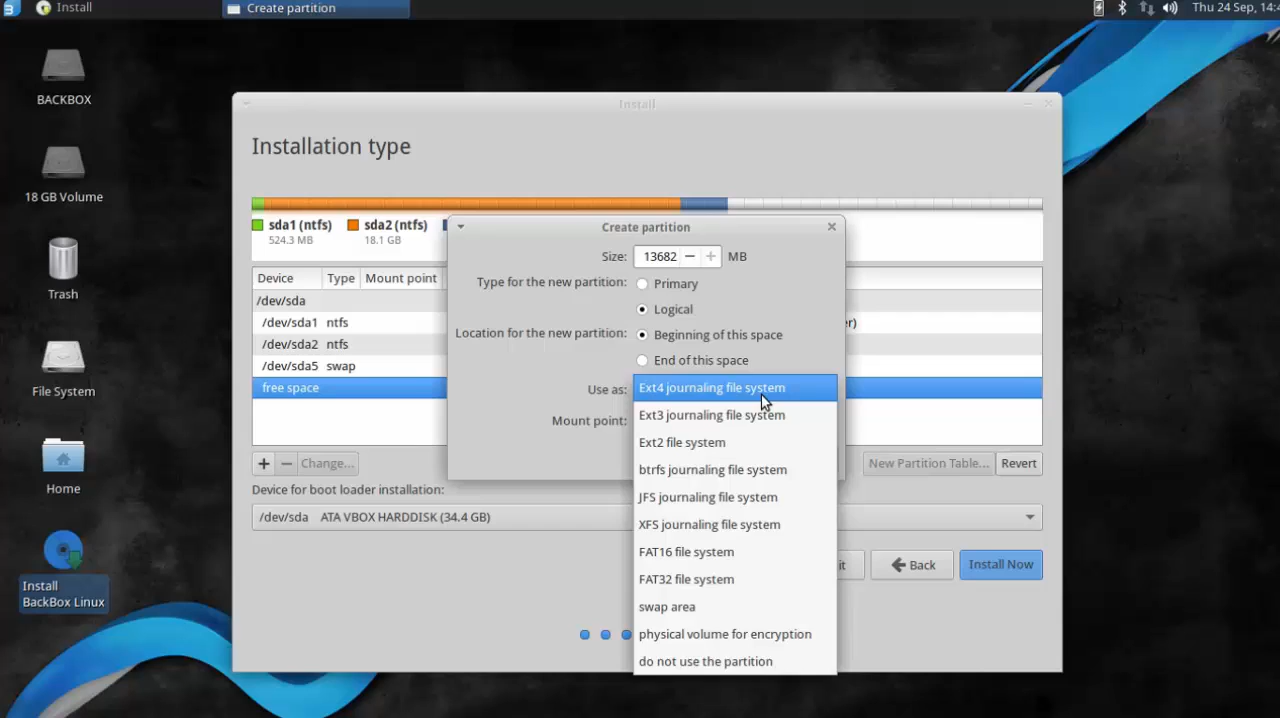 Install
Create partition
Thu 24 Sep, 14:4
BACKBOX
18 GB Volume
Trash
File System
Home
Install
BackBox Linux
Install
Installation type
sda1 (ntfs)
524.3 MB
sda2 (ntfs)
18.1 GB
Device Type Mount point
/dev/sda
/dev/sda1 ntfs
er)
/dev/sda2 ntfs
/dev/sda5 swap
free space
+ − Change...
New Partition Table... Revert
Device for boot loader installation:
/dev/sda ATA VBOX HARDDISK (34.4 GB)
it
Back
Install Now
Create partition
Size: 13682 − + MB
Type for the new partition: Primary
Logical
Location for the new partition: Beginning of this space
End of this space
Use as: Ext4 journaling file system
Mount point:
Ext3 journaling file system
Ext2 file system
btrfs journaling file system
JFS journaling file system
XFS journaling file system
FAT16 file system
FAT32 file system
swap area
physical volume for encryption
do not use the partition